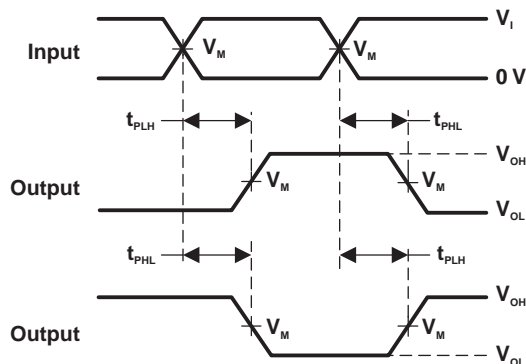 V_I
Input V_M V_M
0 V
t_PLH t_PHL
V_OH
Output V_M V_M
V_OL
t_PHL t_PLH
V_OH
V_M V_M
Output
V_OL